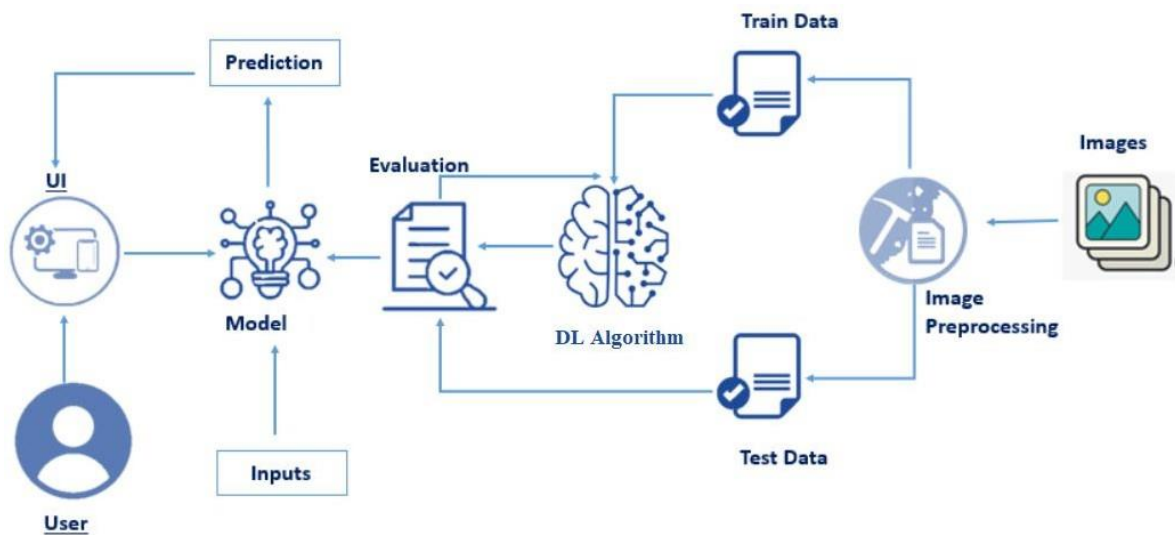 Train Data
Prediction
Images
Evaluation
UI
Model
Image
Preprocessing
DL Algorithm
Test Data
Inputs
User